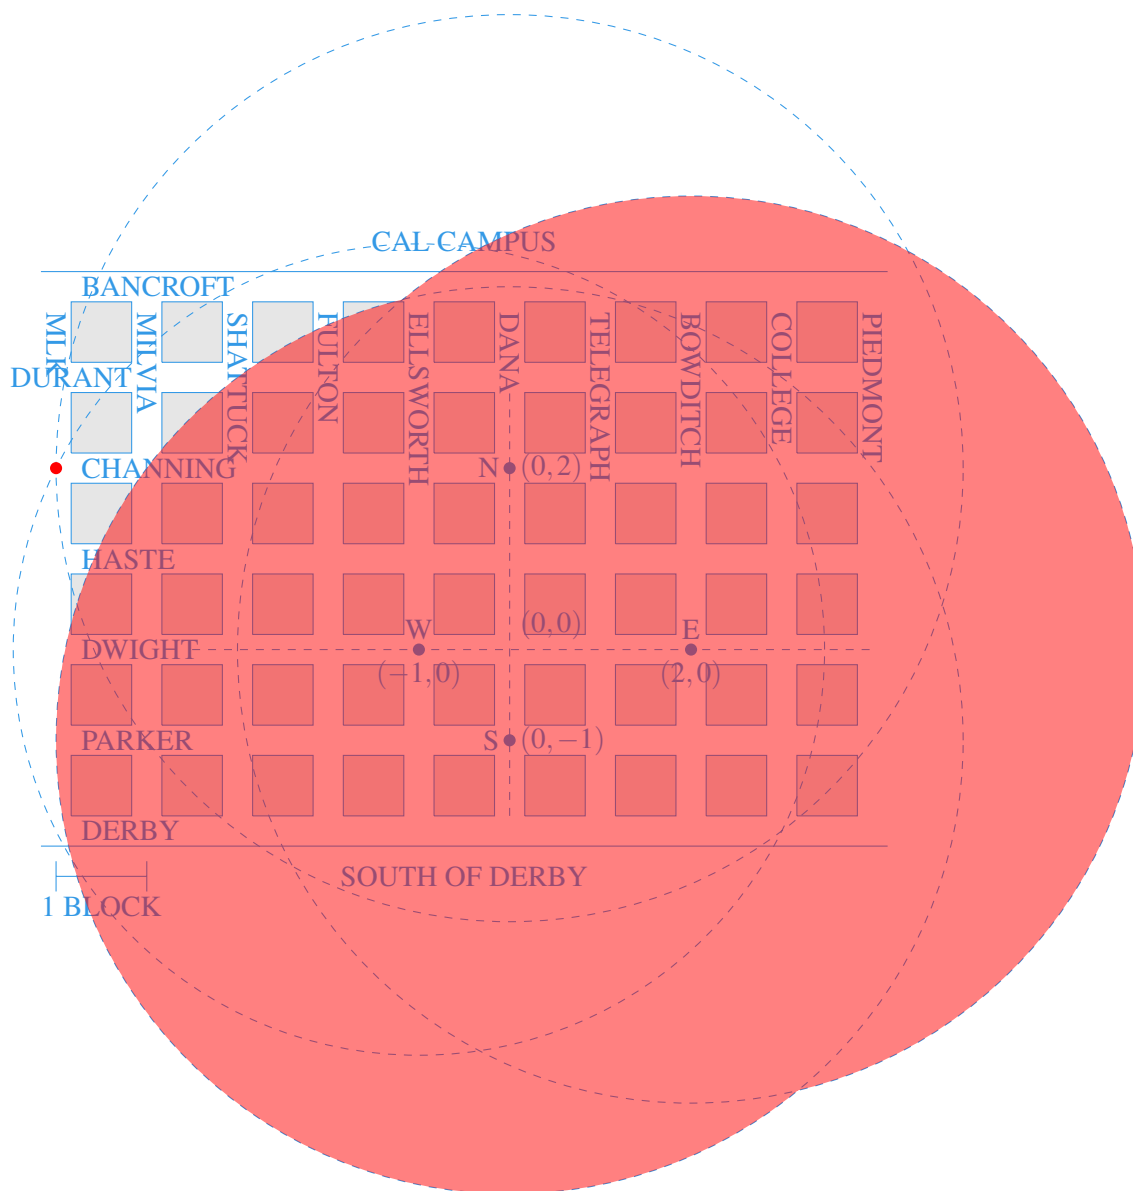 CAL CAMPUS
BANCROFT
MLK
MILVIA
SHATTUCK
FULTON
ELLSWORTH
DANA
TELEGRAPH
BOWDITCH
COLLEGE
PIEDMONT
DURANT
CHANNING
N (0, 2)
HASTE
W
(0, 0)
E
DWIGHT
(−1, 0)
(2, 0)
PARKER
S (0, −1)
DERBY
SOUTH OF DERBY
1 BLOCK